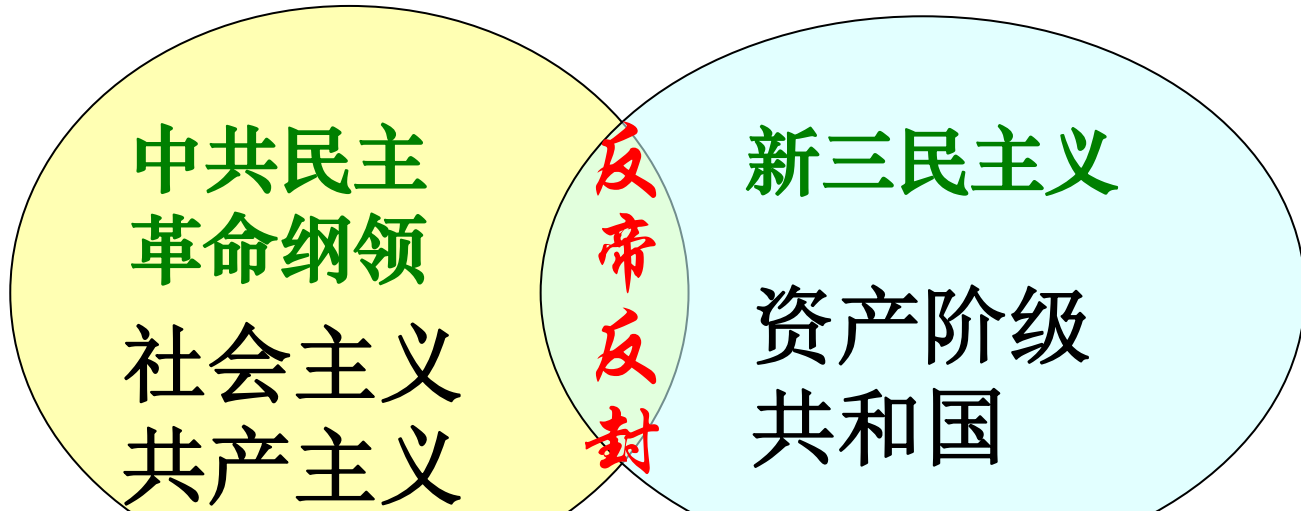 中共民主
革命纲领
社会主义
共产主义
反帝反封
新三民主义
资产阶级
共和国